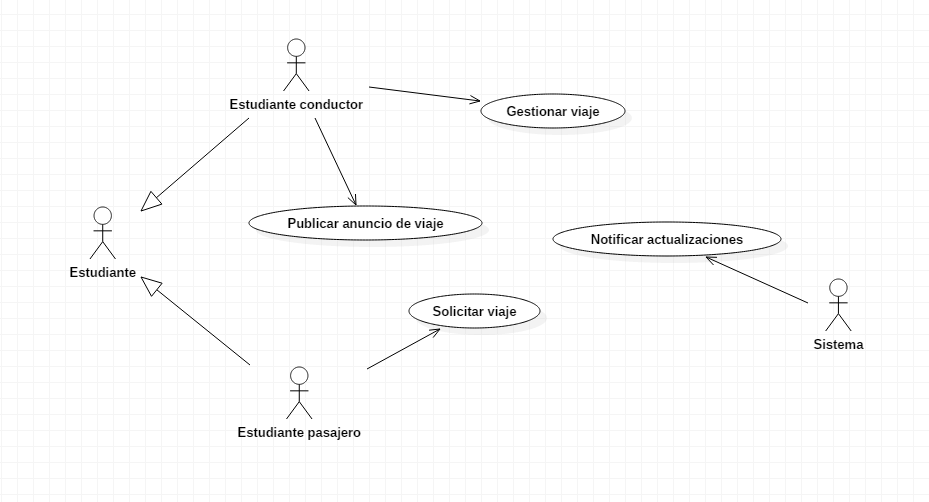 Estudiante conductor
Gestionar viaje
Publicar anuncio de viaje
Notificar actualizaciones
Estudiante
Solicitar viaje
Sistema
Estudiante pasajero